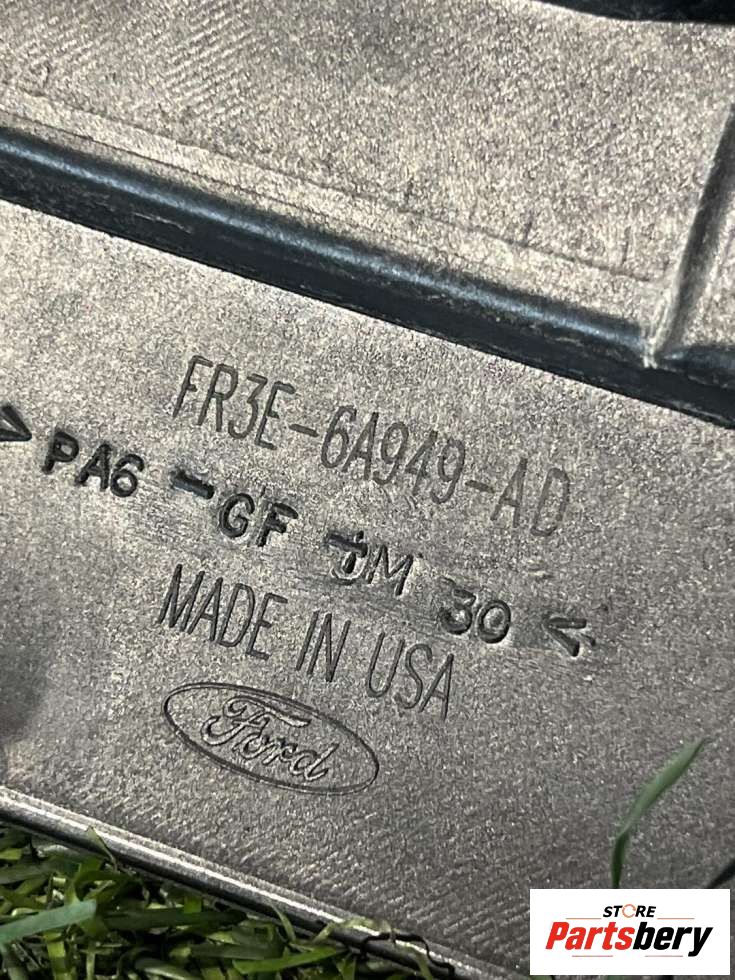 FR3E-6A949-AD
>PA6-GF+M 30<
MADE IN USA
Ford
STORE
Partsbery